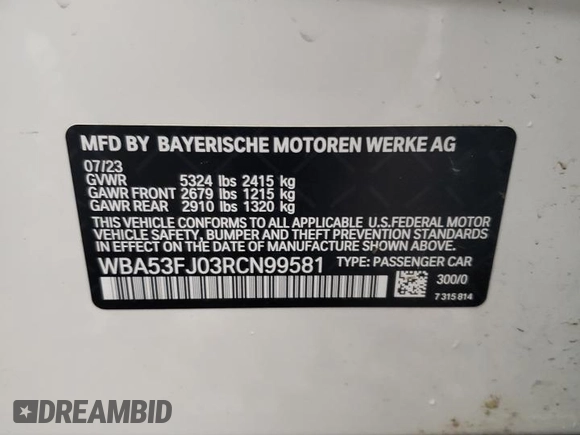 MFD BY BAYERISCHE MOTOREN WERKE AG
07/23
GVWR 5324 lbs 2415 kg
GAWR FRONT 2679 lbs 1215 kg
GAWR REAR 2910 lbs 1320 kg
THIS VEHICLE CONFORMS TO ALL APPLICABLE U.S.FEDERAL MOTOR
VEHICLE SAFETY, BUMPER AND THEFT PREVENTION STANDARDS
IN EFFECT ON THE DATE OF MANUFACTURE SHOWN ABOVE.
WBA53FJ03RCN99581 TYPE: PASSENGER CAR
300/0
7 315 814
DREAMBID